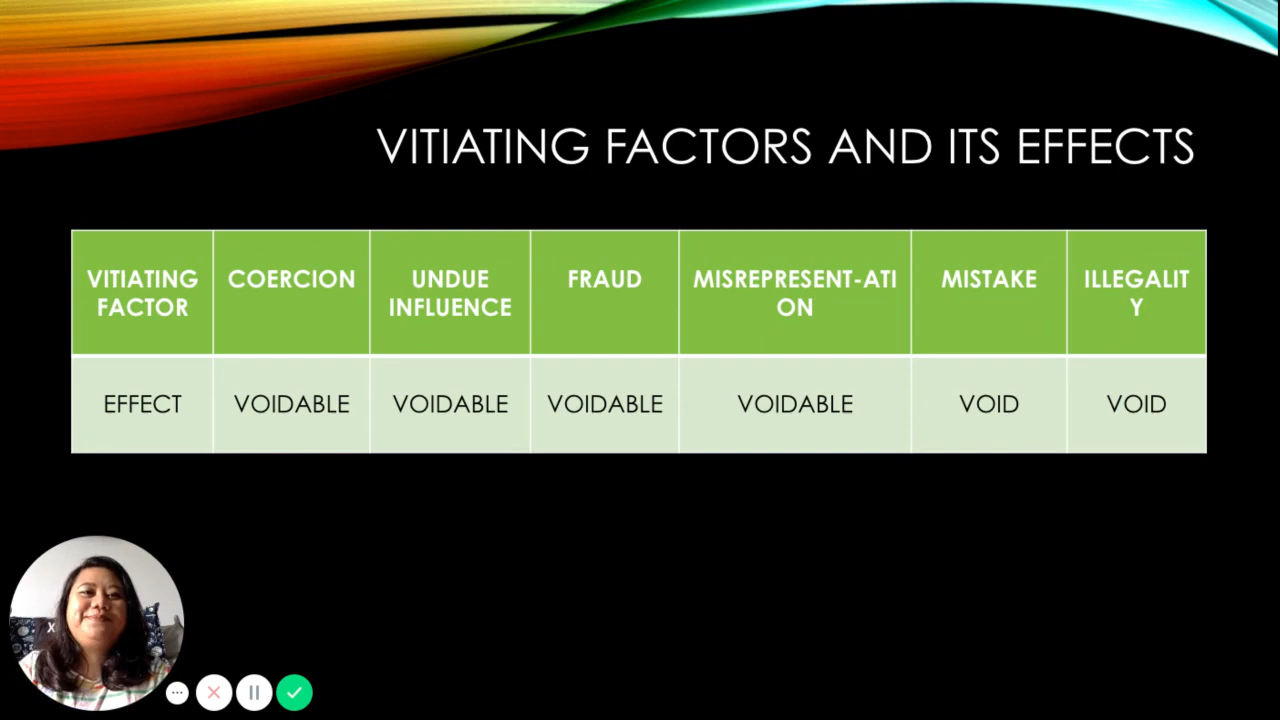 VITIATING FACTORS AND ITS EFFECTS
VITIATING
FACTOR
COERCION
UNDUE
INFLUENCE
FRAUD
MISREPRESENT-ATI
ON
MISTAKE
ILLEGALIT
Y
EFFECT
VOIDABLE
VOIDABLE
VOIDABLE
VOIDABLE
VOID
VOID
X